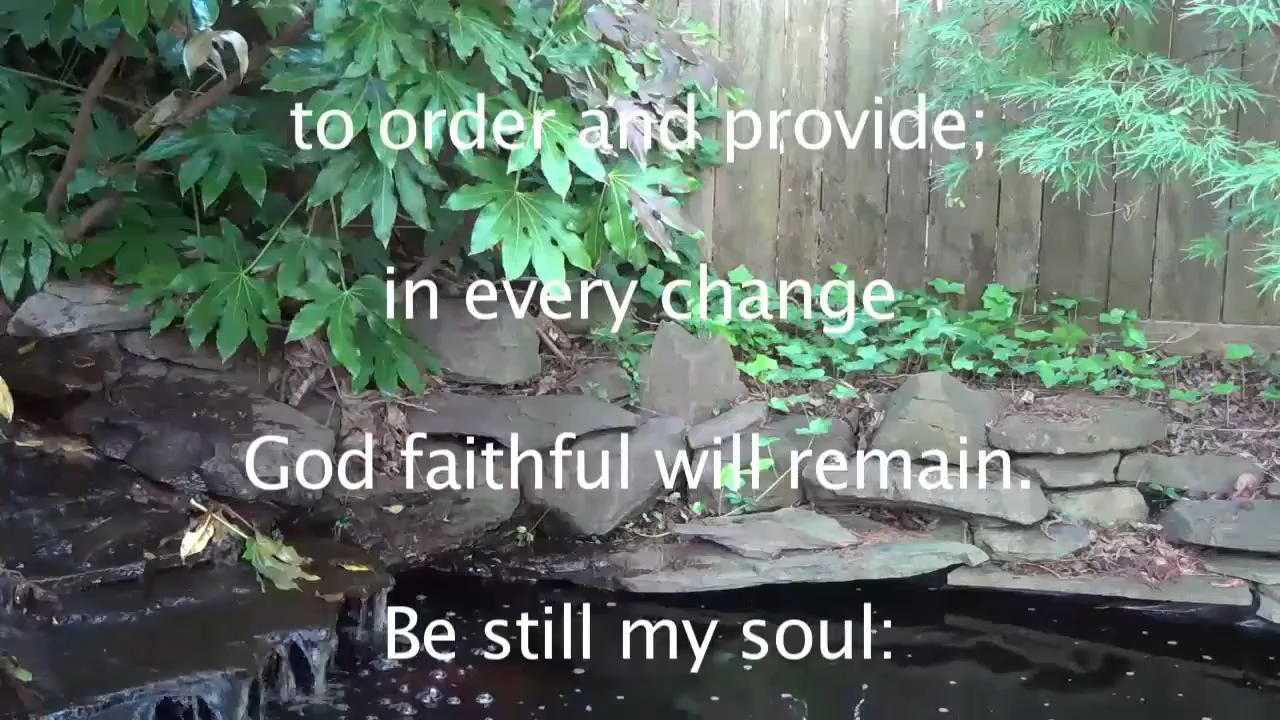 to order and provide;
in every change
God faithful will remain.
Be still my soul: